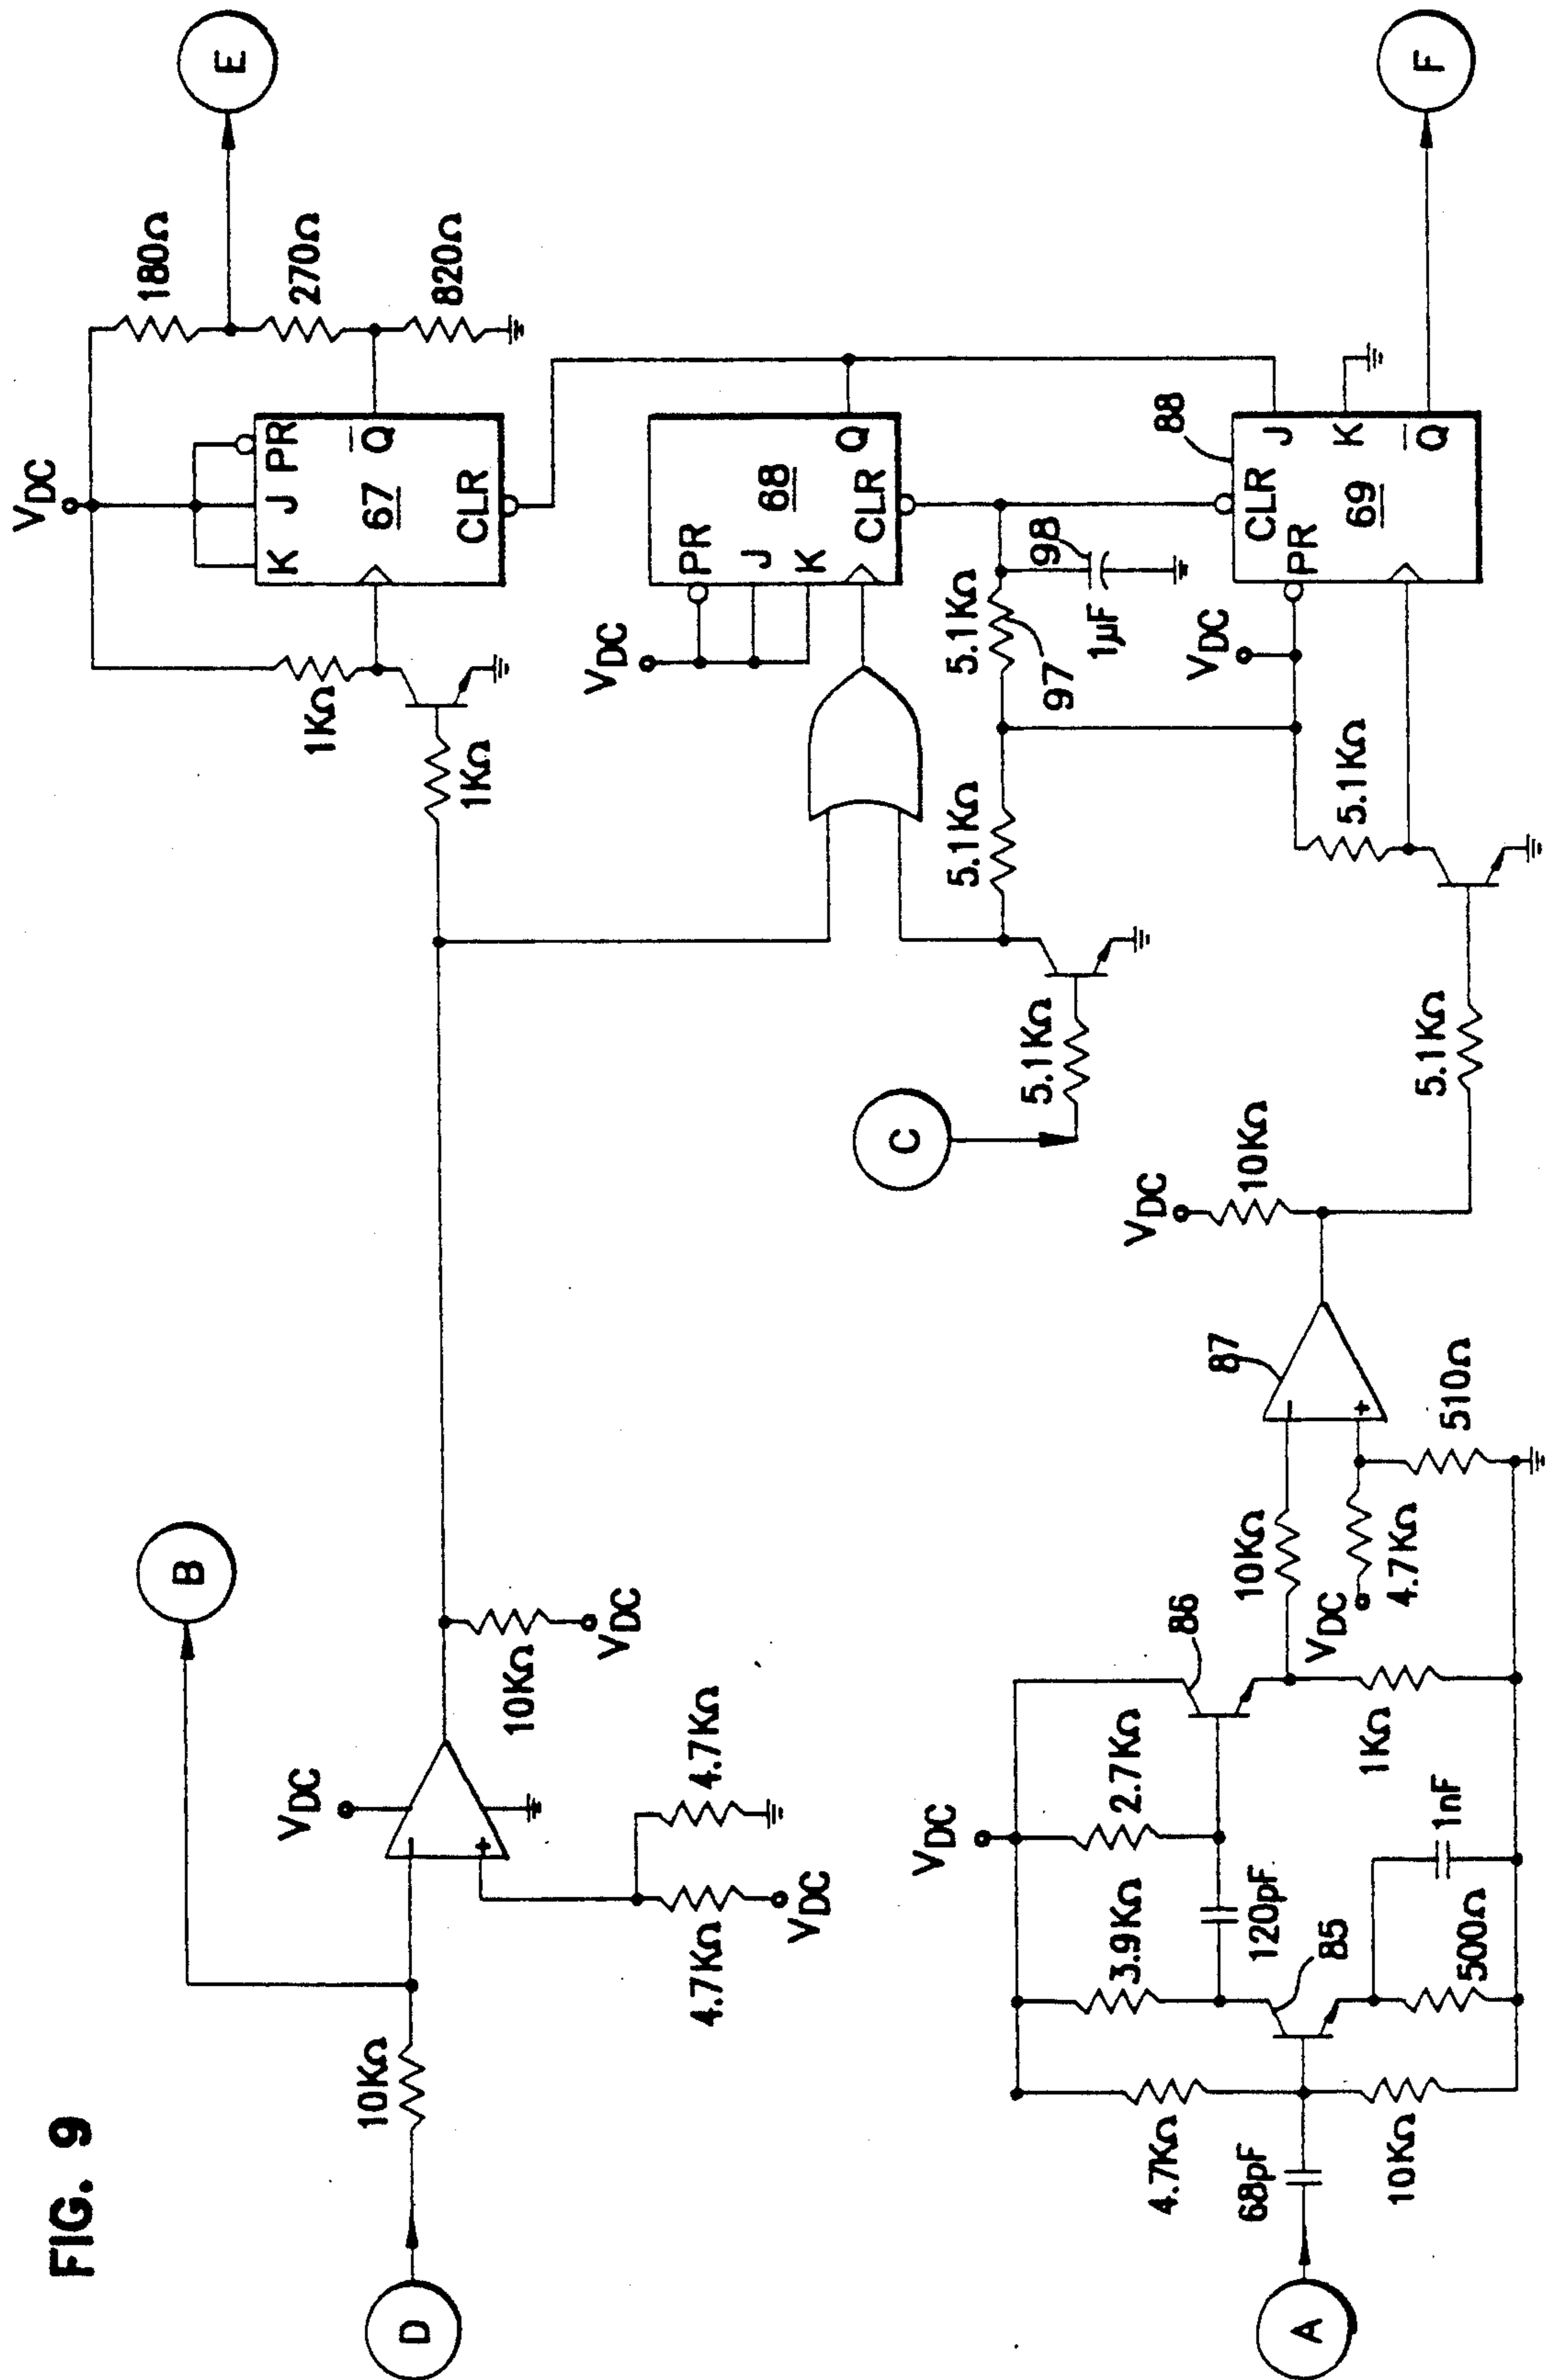 FIG. 9
D
10KΩ
B
VDC
-
+
4.7KΩ
VDC
4.7KΩ
10KΩ
VDC
1KΩ
1KΩ
VDC
K
J
PR
67
Q
CLR
180Ω
270Ω
820Ω
E
VDC
PR
J
K
68
Q
CLR
C
5.1KΩ
5.1KΩ
5.1KΩ
97
98
1μF
VDC
88
CLR
PR
69
J
K
Q
F
5.1KΩ
5.1KΩ
A
68pF
4.7KΩ
10KΩ
VDC
3.9KΩ
2.7KΩ
120pF
85
500Ω
1nF
86
1KΩ
10KΩ
VDC
4.7KΩ
-
+
87
510Ω
VDC
10KΩ